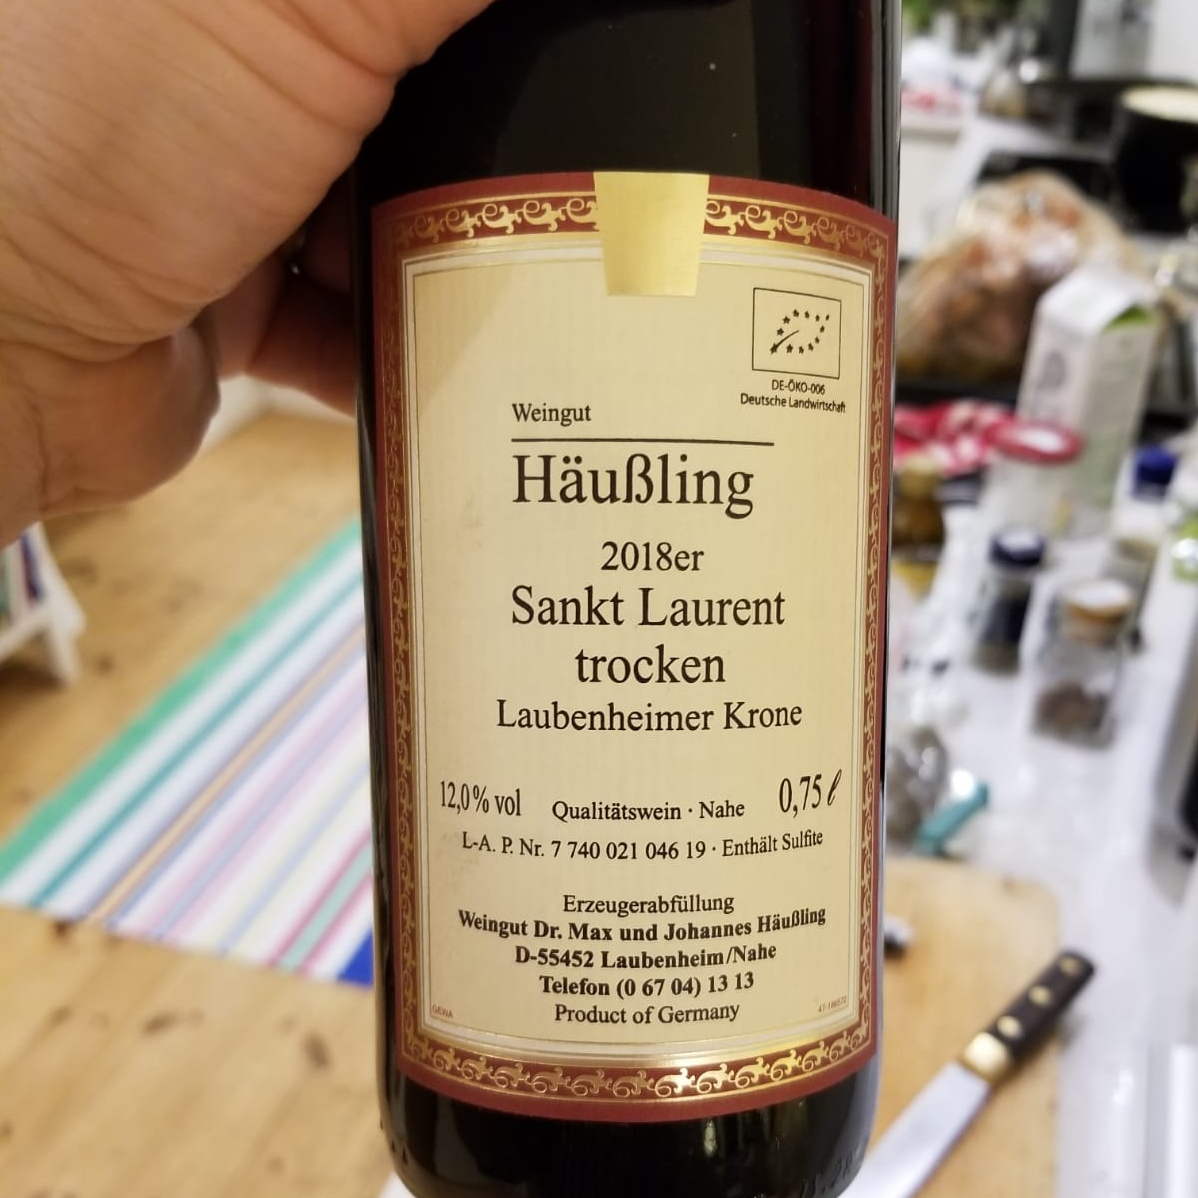 DE-ÖKO-006
Deutsche Landwirtschaft
Weingut
Häußling
2018er
Sankt Laurent
trocken
Laubenheimer Krone
12,0% vol Qualitätswein · Nahe 0,75 ℓ
L-A. P. Nr. 7 740 021 046 19 · Enthält Sulfite
Erzeugerabfüllung
Weingut Dr. Max und Johannes Häußling
D-55452 Laubenheim/Nahe
Telefon (0 67 04) 13 13
Product of Germany
GEWA